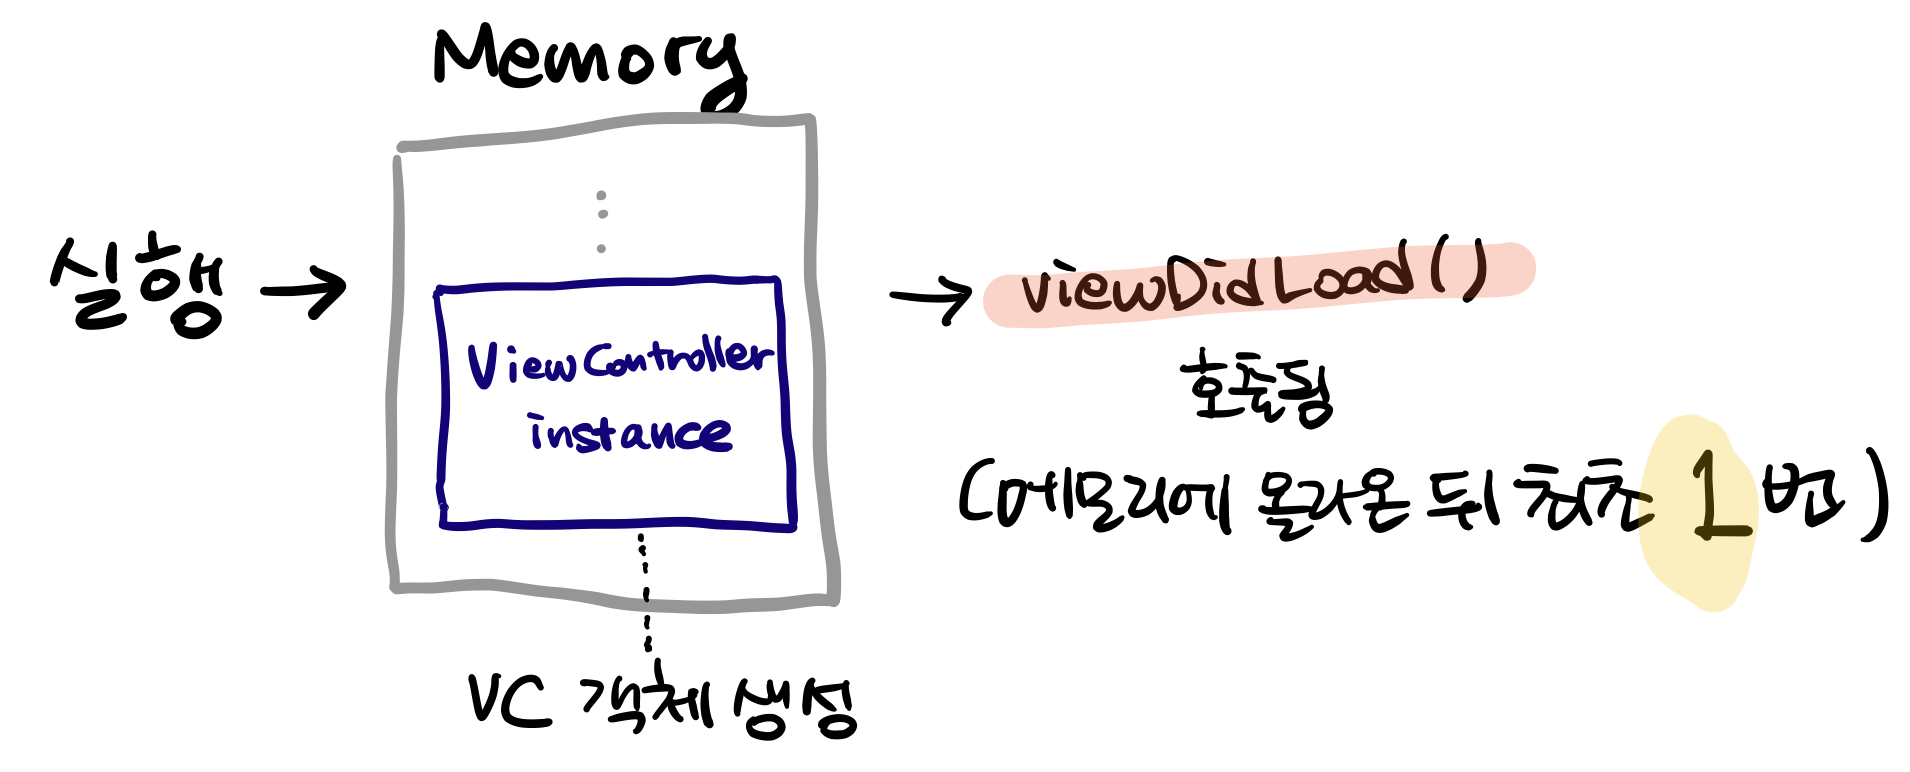 Memory
실행 →
ViewController
instance
→ viewDidLoad()
호출됨
(메모리에 올라온 뒤 최초 1번)
VC 객체 생성